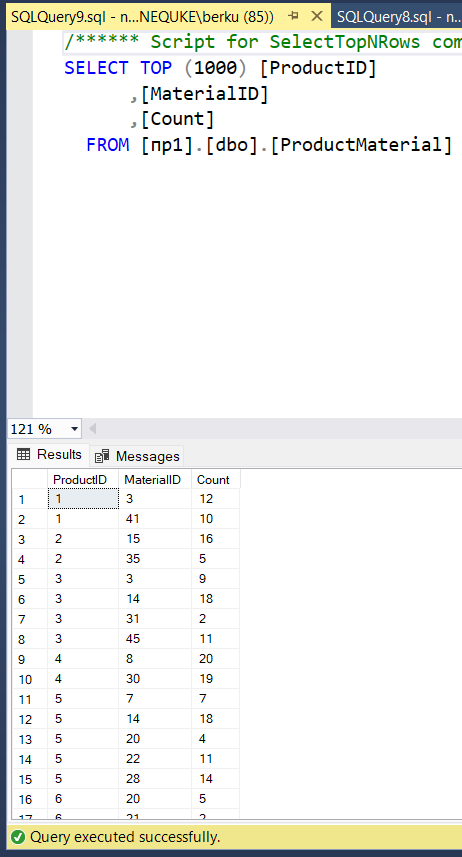 SQLQuery9.sql - n...NEQUKE\berku (85)) SQLQuery8.sql - n...
/****** Script for SelectTopNRows com
SELECT TOP (1000) [ProductID]
,[MaterialID]
,[Count]
FROM [пр1].[dbo].[ProductMaterial]
121 %
Results Messages
ProductID MaterialID Count
1 1 3 12
2 1 41 10
3 2 15 16
4 2 35 5
5 3 3 9
6 3 14 18
7 3 31 2
8 3 45 11
9 4 8 20
10 4 30 19
11 5 7 7
12 5 14 18
13 5 20 4
14 5 22 11
15 5 28 14
16 6 20 5
17 6 21 2
Query executed successfully.